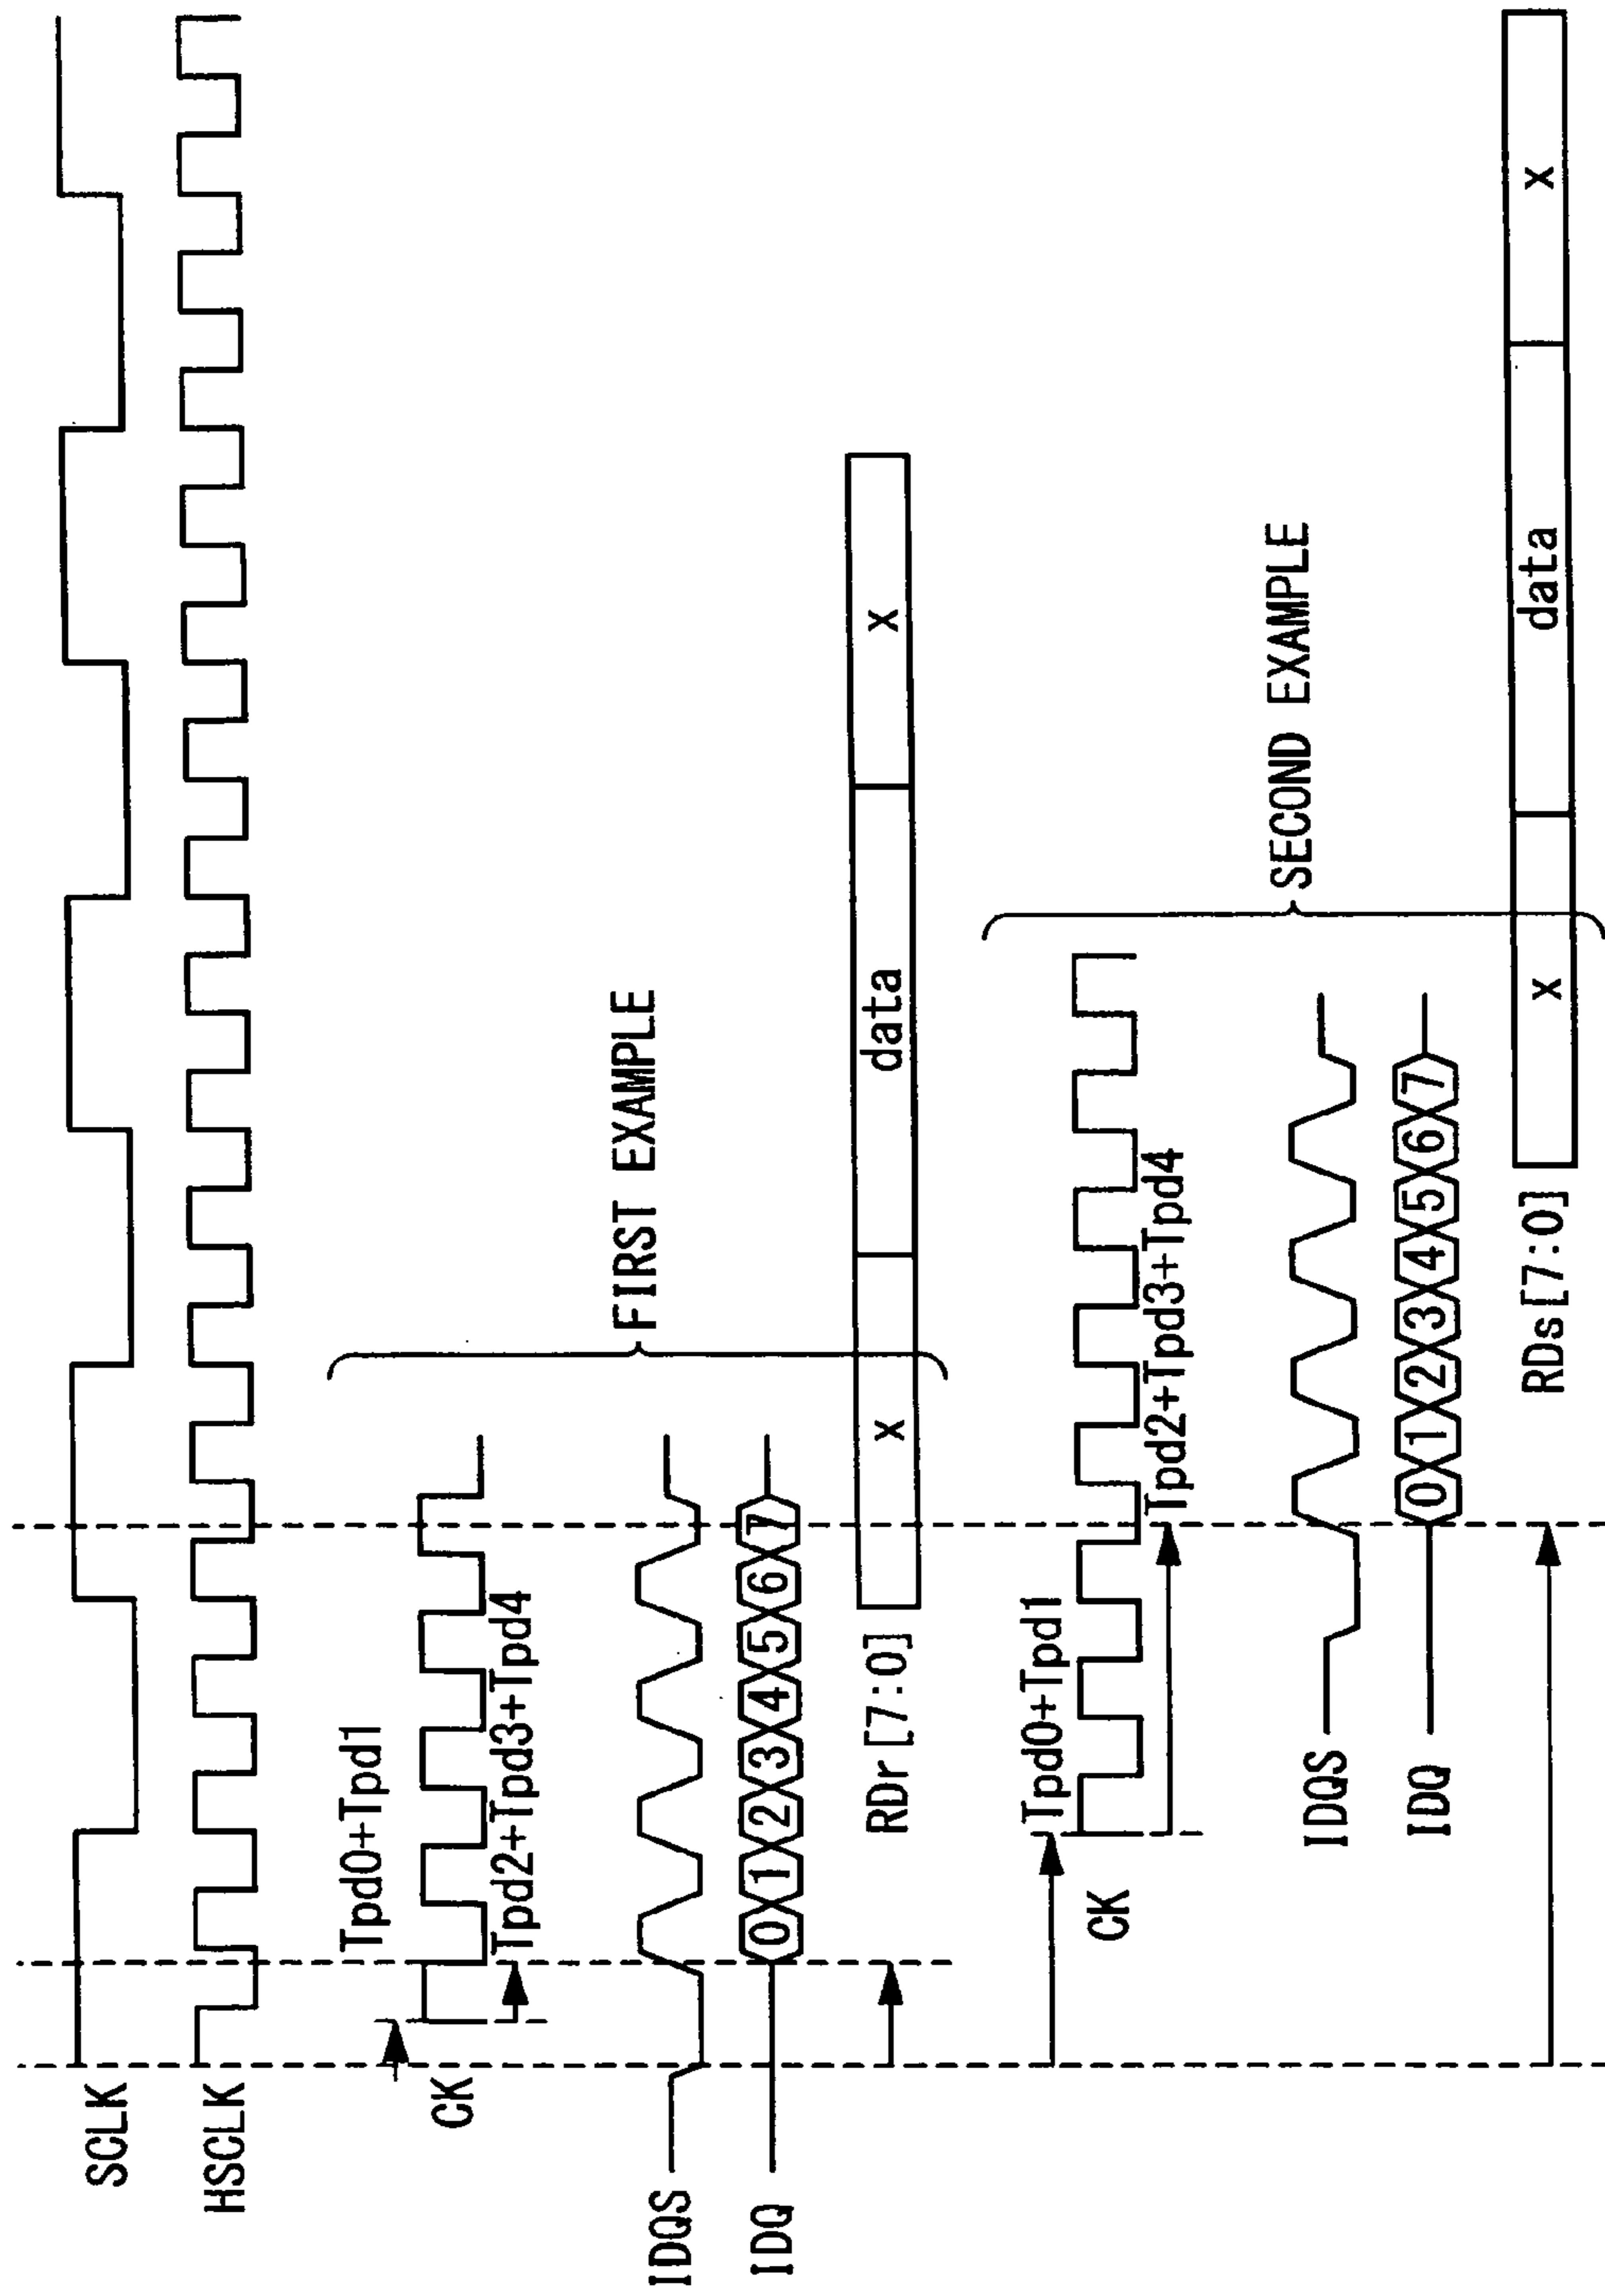 SCLK
HSCLK
Tpd0+Tpd1
CK
Tpd2+Tpd3+Tpd4
FIRST EXAMPLE
IDQS
IDQ
0 1 2 3 4 5 6 7
RDr[7:0]
x data x
Tpd0+Tpd1
CK
Tpd2+Tpd3+Tpd4
SECOND EXAMPLE
IDQS
IDQ
0 1 2 3 4 5 6 7
RDs[7:0]
x data x